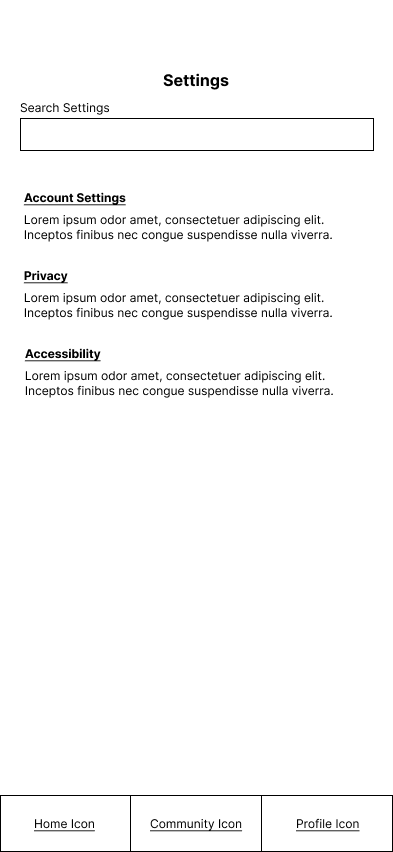 Settings
Search Settings
Account Settings
Lorem ipsum odor amet, consectetuer adipiscing elit.
Inceptos finibus nec congue suspendisse nulla viverra.
Privacy
Lorem ipsum odor amet, consectetuer adipiscing elit.
Inceptos finibus nec congue suspendisse nulla viverra.
Accessibility
Lorem ipsum odor amet, consectetuer adipiscing elit.
Inceptos finibus nec congue suspendisse nulla viverra.
Home Icon Community Icon Profile Icon